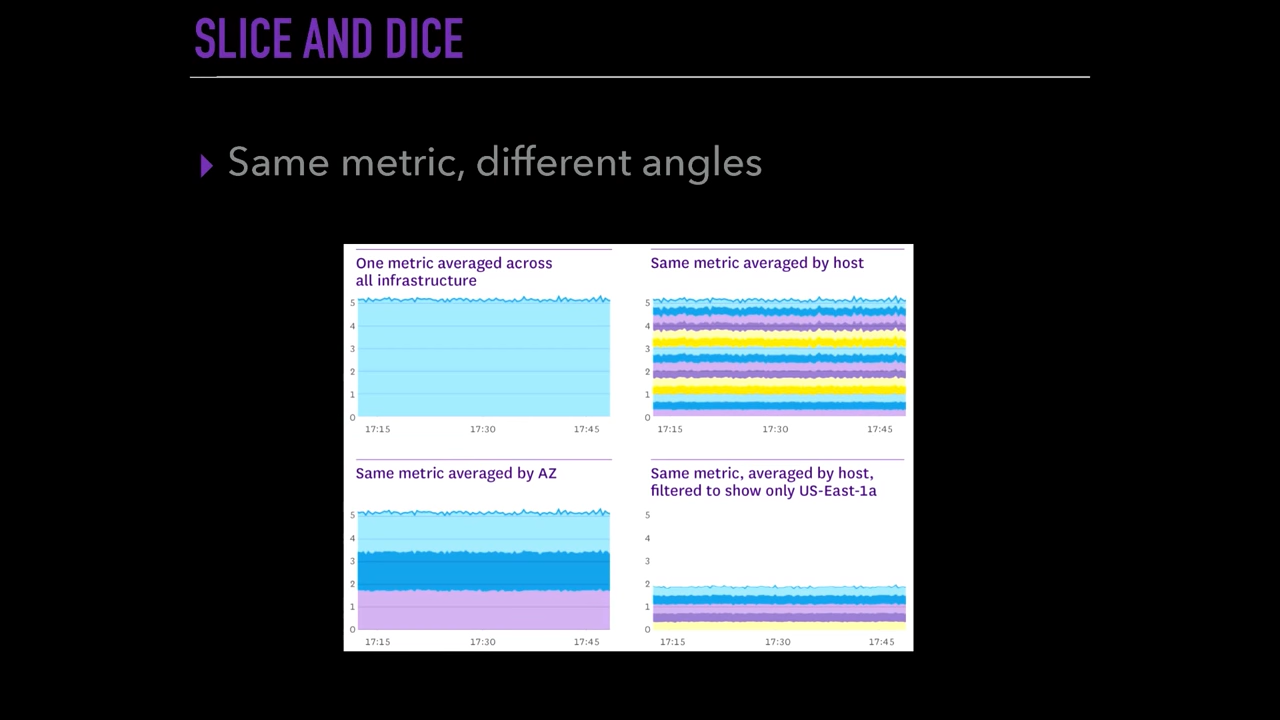 SLICE AND DICE
Same metric, different angles
One metric averaged across
all infrastructure
5
4
3
2
1
0
17:15 17:30 17:45
Same metric averaged by host
5
4
3
2
1
0
17:15 17:30 17:45
Same metric averaged by AZ
5
4
3
2
1
0
17:15 17:30 17:45
Same metric, averaged by host,
filtered to show only US-East-1a
5
4
3
2
1
0
17:15 17:30 17:45